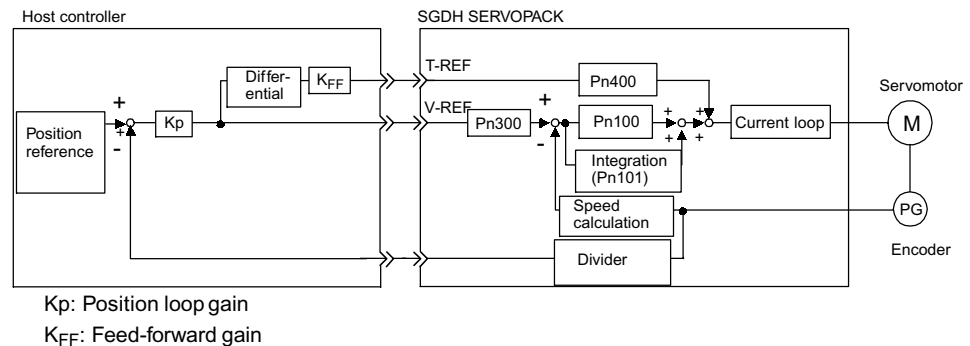 Host controller
SGDH SERVOPACK
Position
reference
+
+
-
Kp
Differ-
ential
KFF
T-REF
V-REF
Pn300
+
-
Pn400
Pn100
Integration
(Pn101)
+
+
+
+
Current loop
Servomotor
M
Speed
calculation
PG
Divider
Encoder
Kp: Position loop gain
KFF: Feed-forward gain